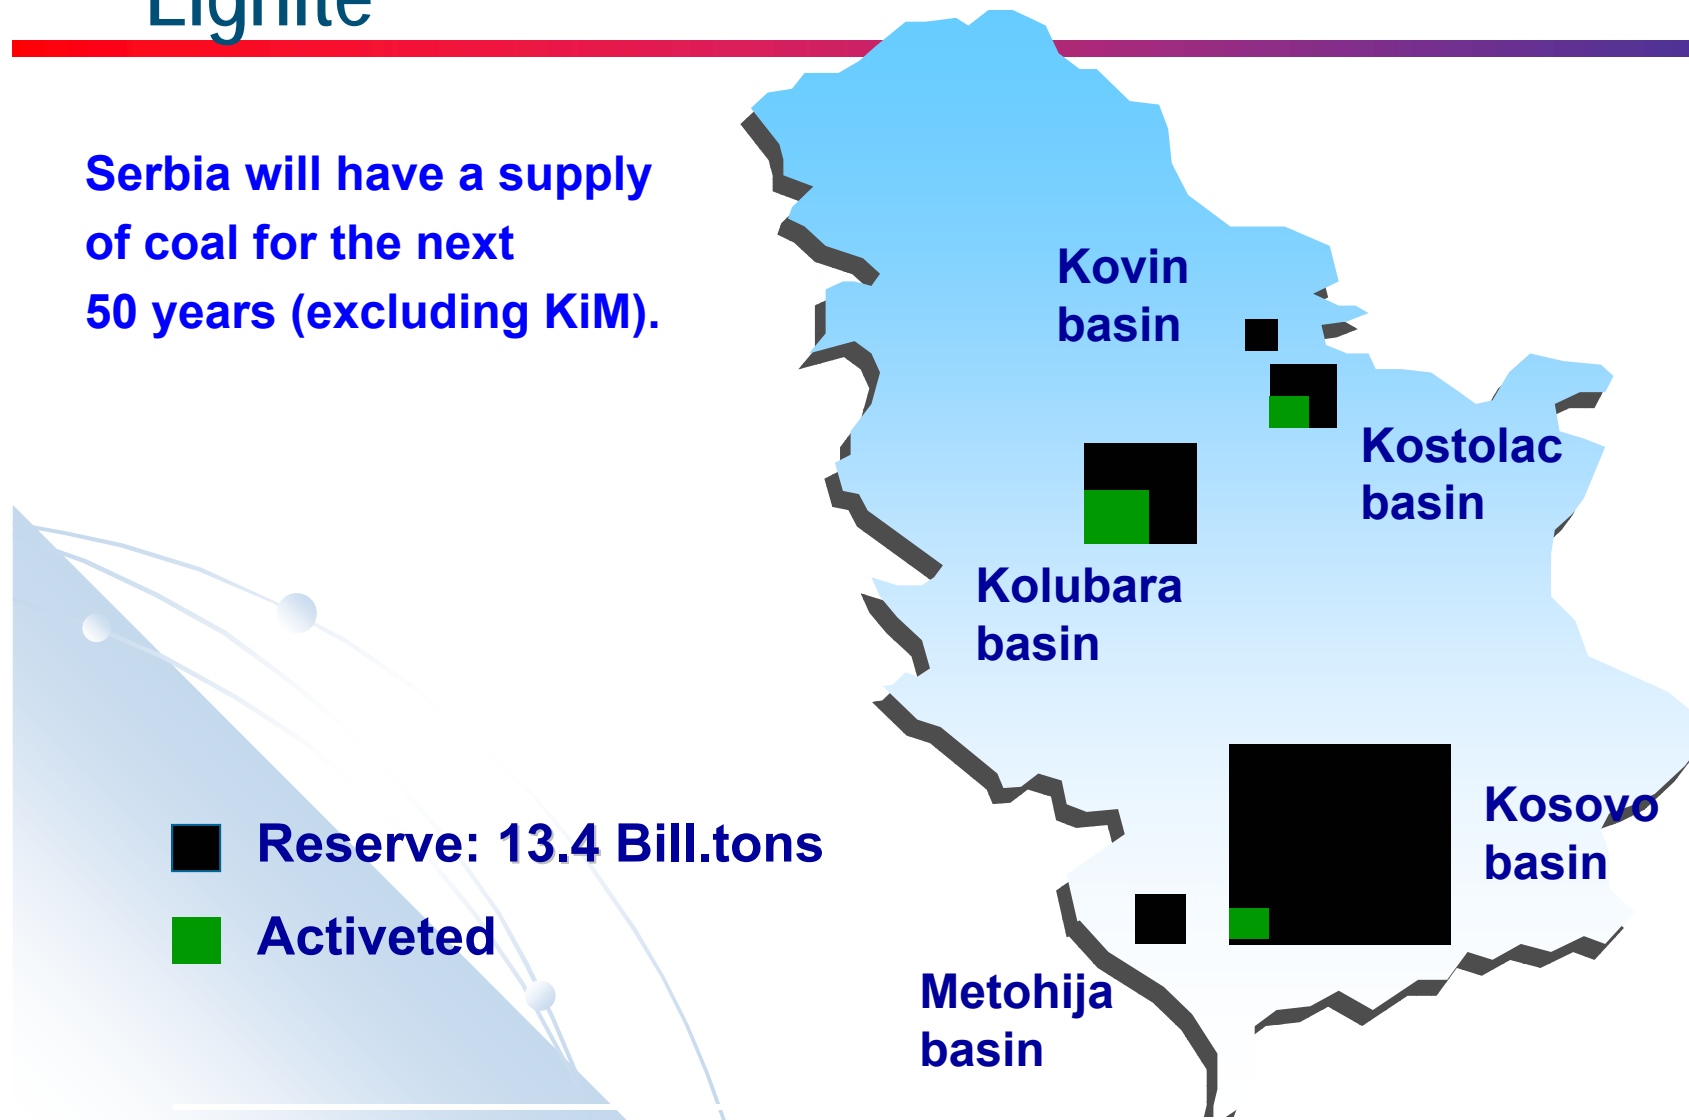 Lignite
Serbia will have a supply
of coal for the next
50 years (excluding KiM).
Kovin
basin
Kostolac
basin
Kolubara
basin
Kosovo
basin
Reserve: 13.4 Bill.tons
Activeted
Metohija
basin